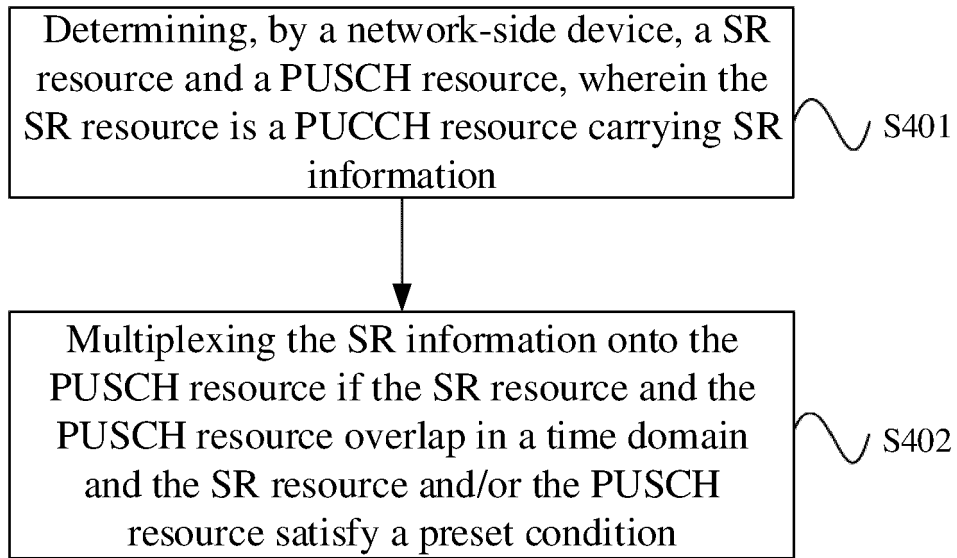 Determining, by a network-side device, a SR
resource and a PUSCH resource, wherein the
SR resource is a PUCCH resource carrying SR
information
S401
Multiplexing the SR information onto the
PUSCH resource if the SR resource and the
PUSCH resource overlap in a time domain
and the SR resource and/or the PUSCH
resource satisfy a preset condition
S402